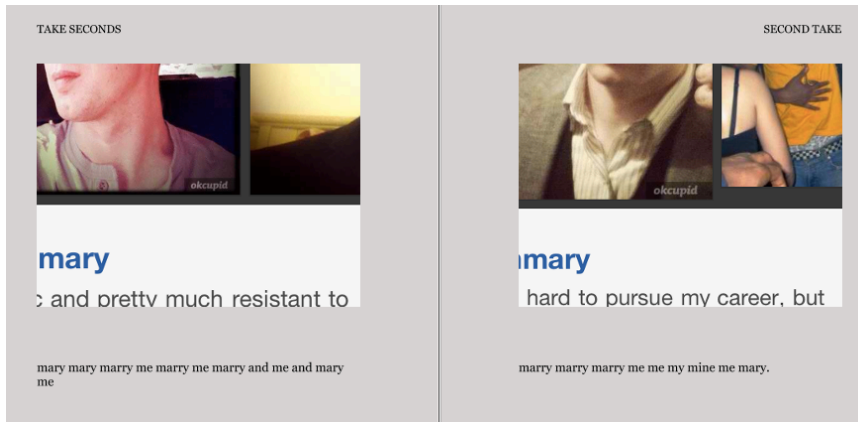 TAKE SECONDS
okcupid
mary
c and pretty much resistant to
mary mary marry me marry me marry and me and mary
me
SECOND TAKE
okcupid
mary
hard to pursue my career, but
marry marry marry me me my mine me mary.